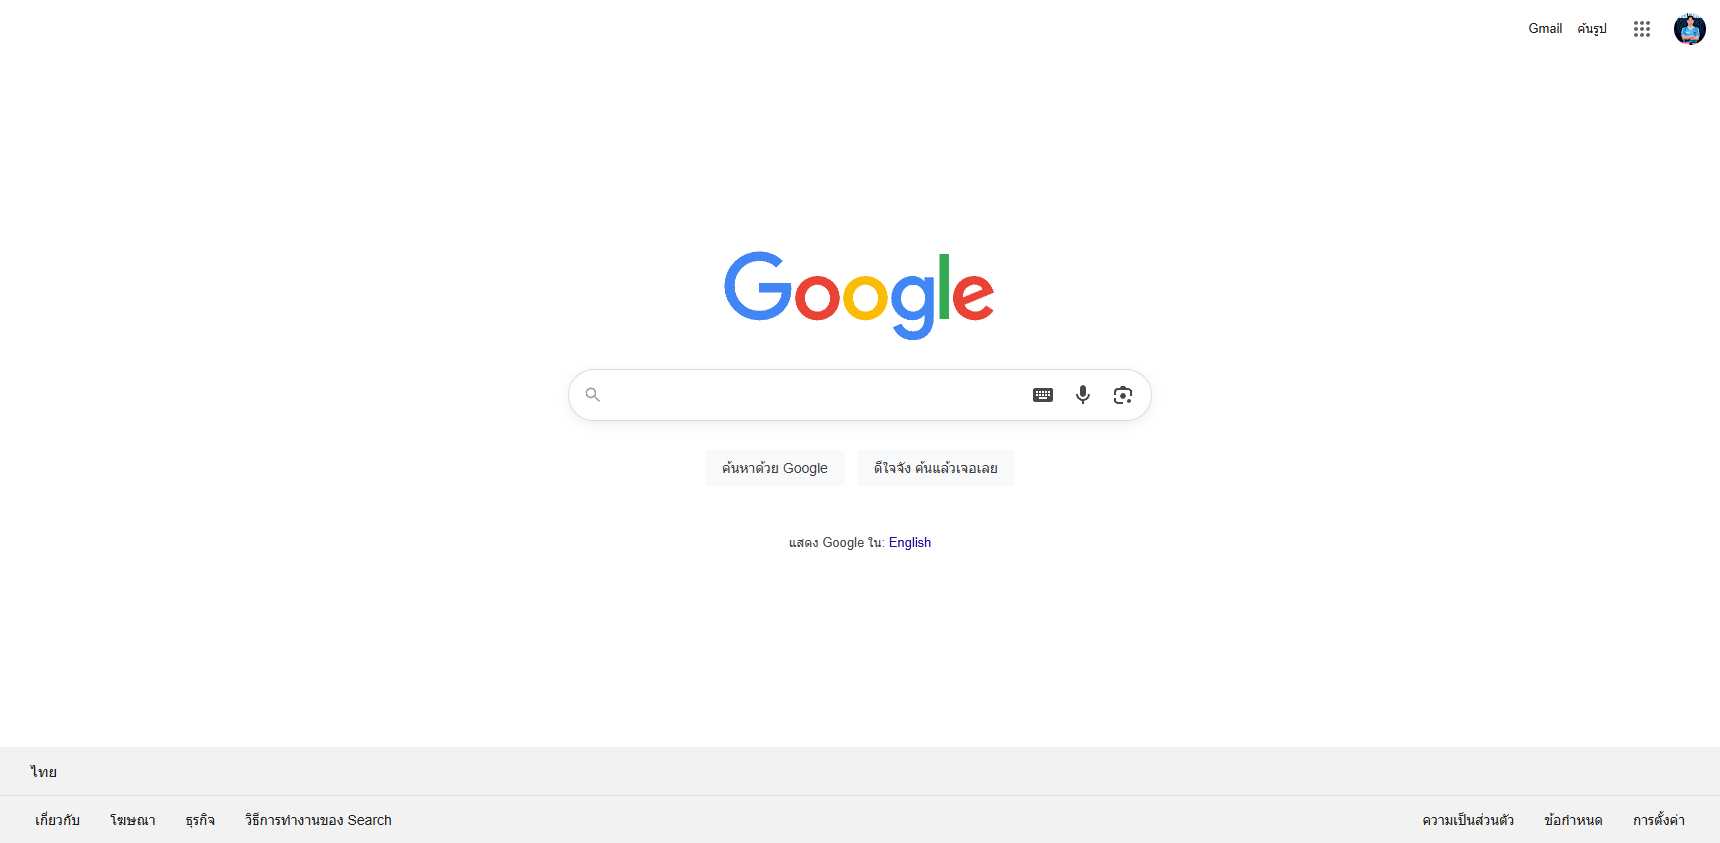 Gmail ค้นรูป
Google
ค้นหาด้วย Google ดีใจจัง ค้นแล้วเจอเลย
แสดง Google ใน: English
ไทย
เกี่ยวกับ โฆษณา ธุรกิจ วิธีการทำงานของ Search ความเป็นส่วนตัว ข้อกำหนด การตั้งค่า